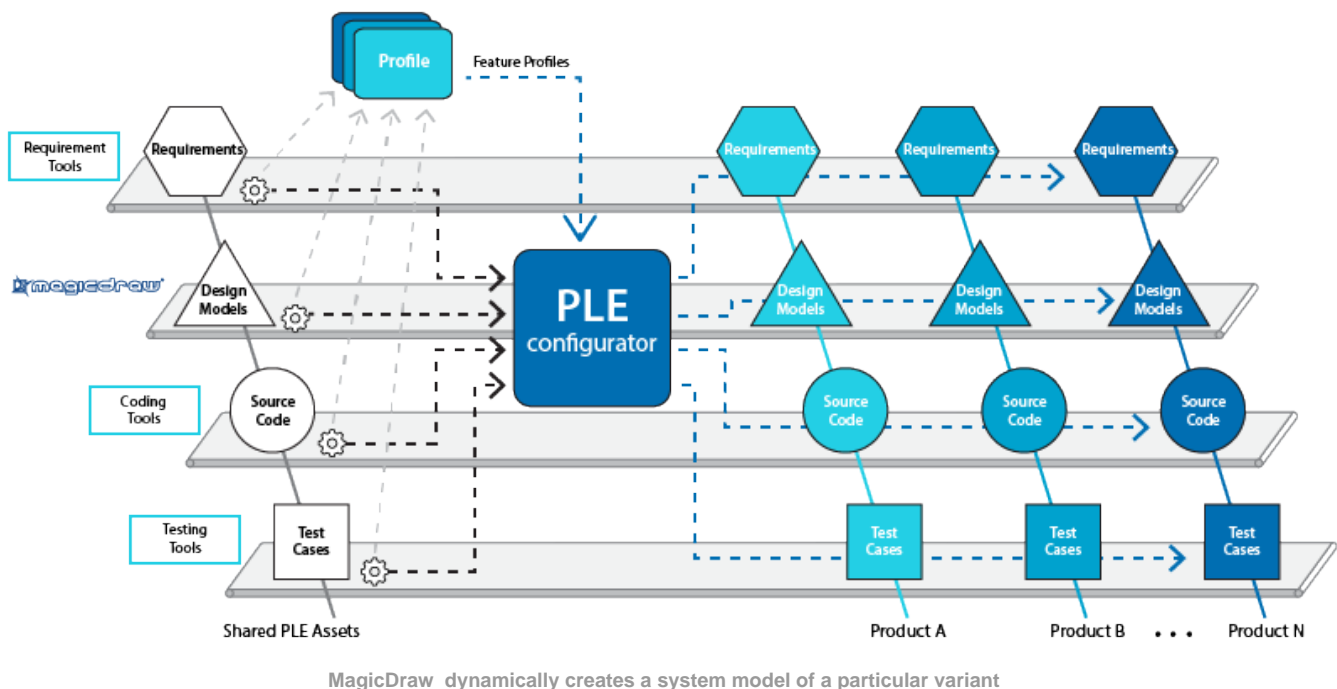 Profile
Feature Profiles
Requirement
Tools
Requirements
Requirements
Requirements
Requirements
magicdraw
Design
Models
PLE
configurator
Design
Models
Design
Models
Design
Models
Coding
Tools
Source
Code
Source
Code
Source
Code
Source
Code
Testing
Tools
Test
Cases
Test
Cases
Test
Cases
Test
Cases
Shared PLE Assets
Product A
Product B
• • •
Product N
MagicDraw dynamically creates a system model of a particular variant